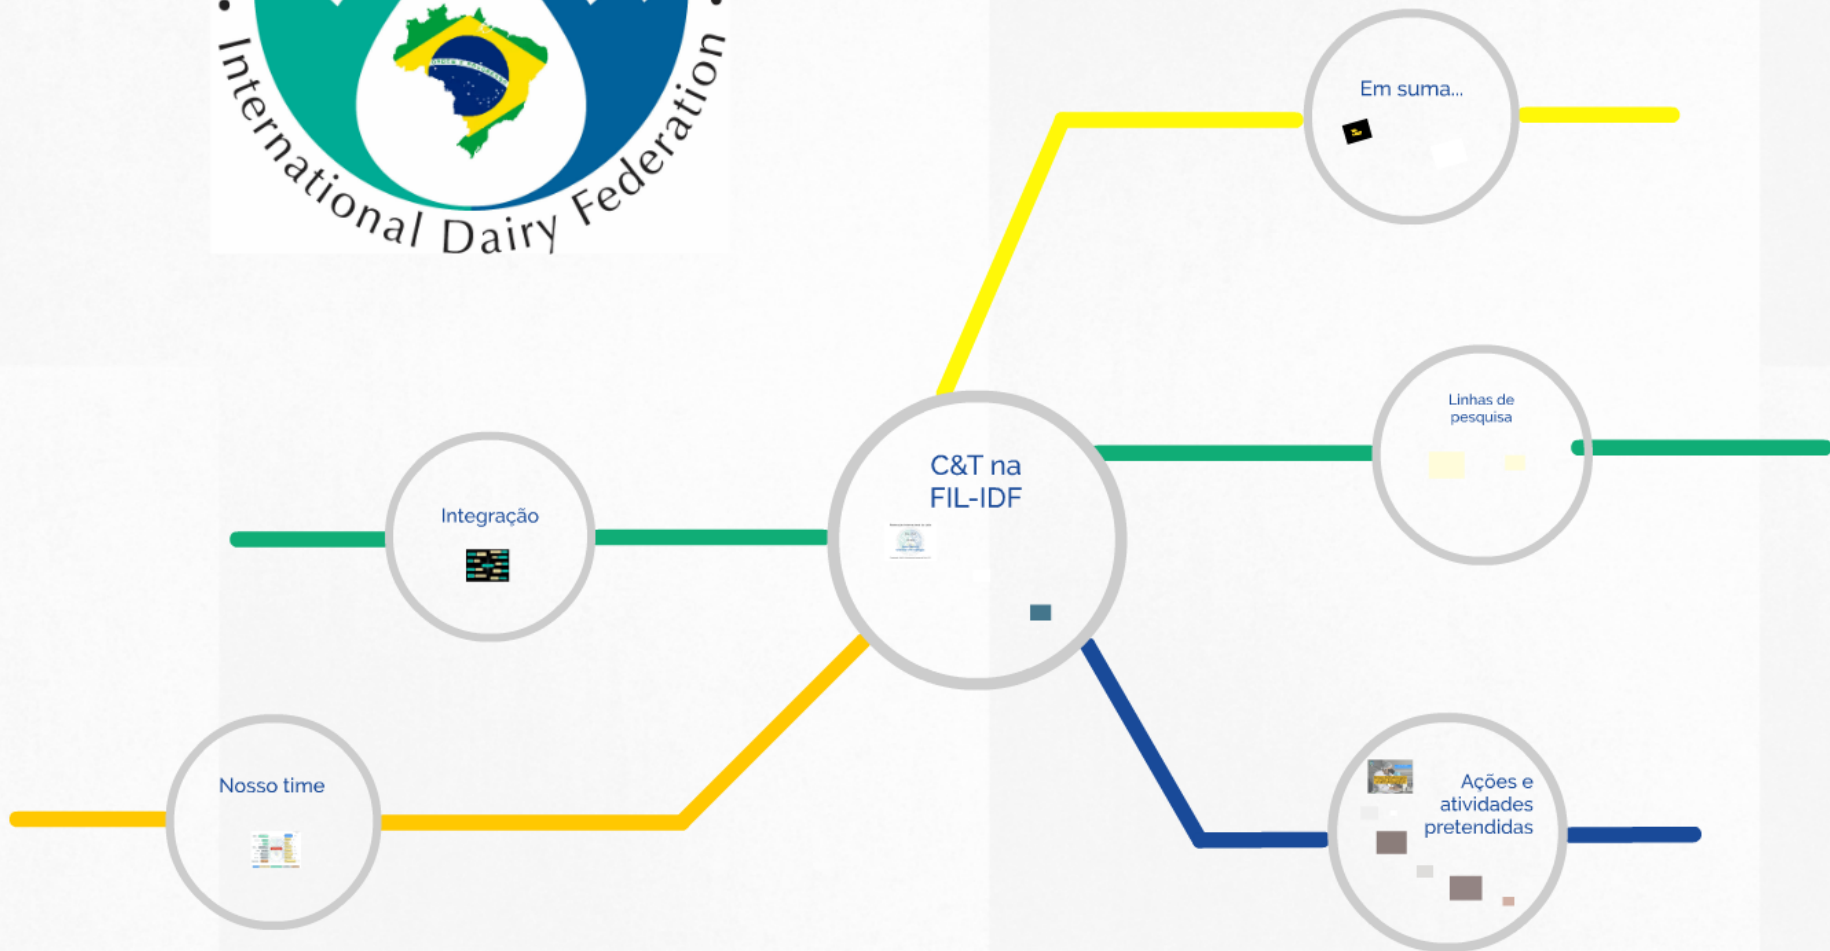 International Dairy Federation
Em suma...
Linhas de
pesquisa
C&T na
FIL-IDF
Integração
Nosso time
Ações e
atividades
pretendidas